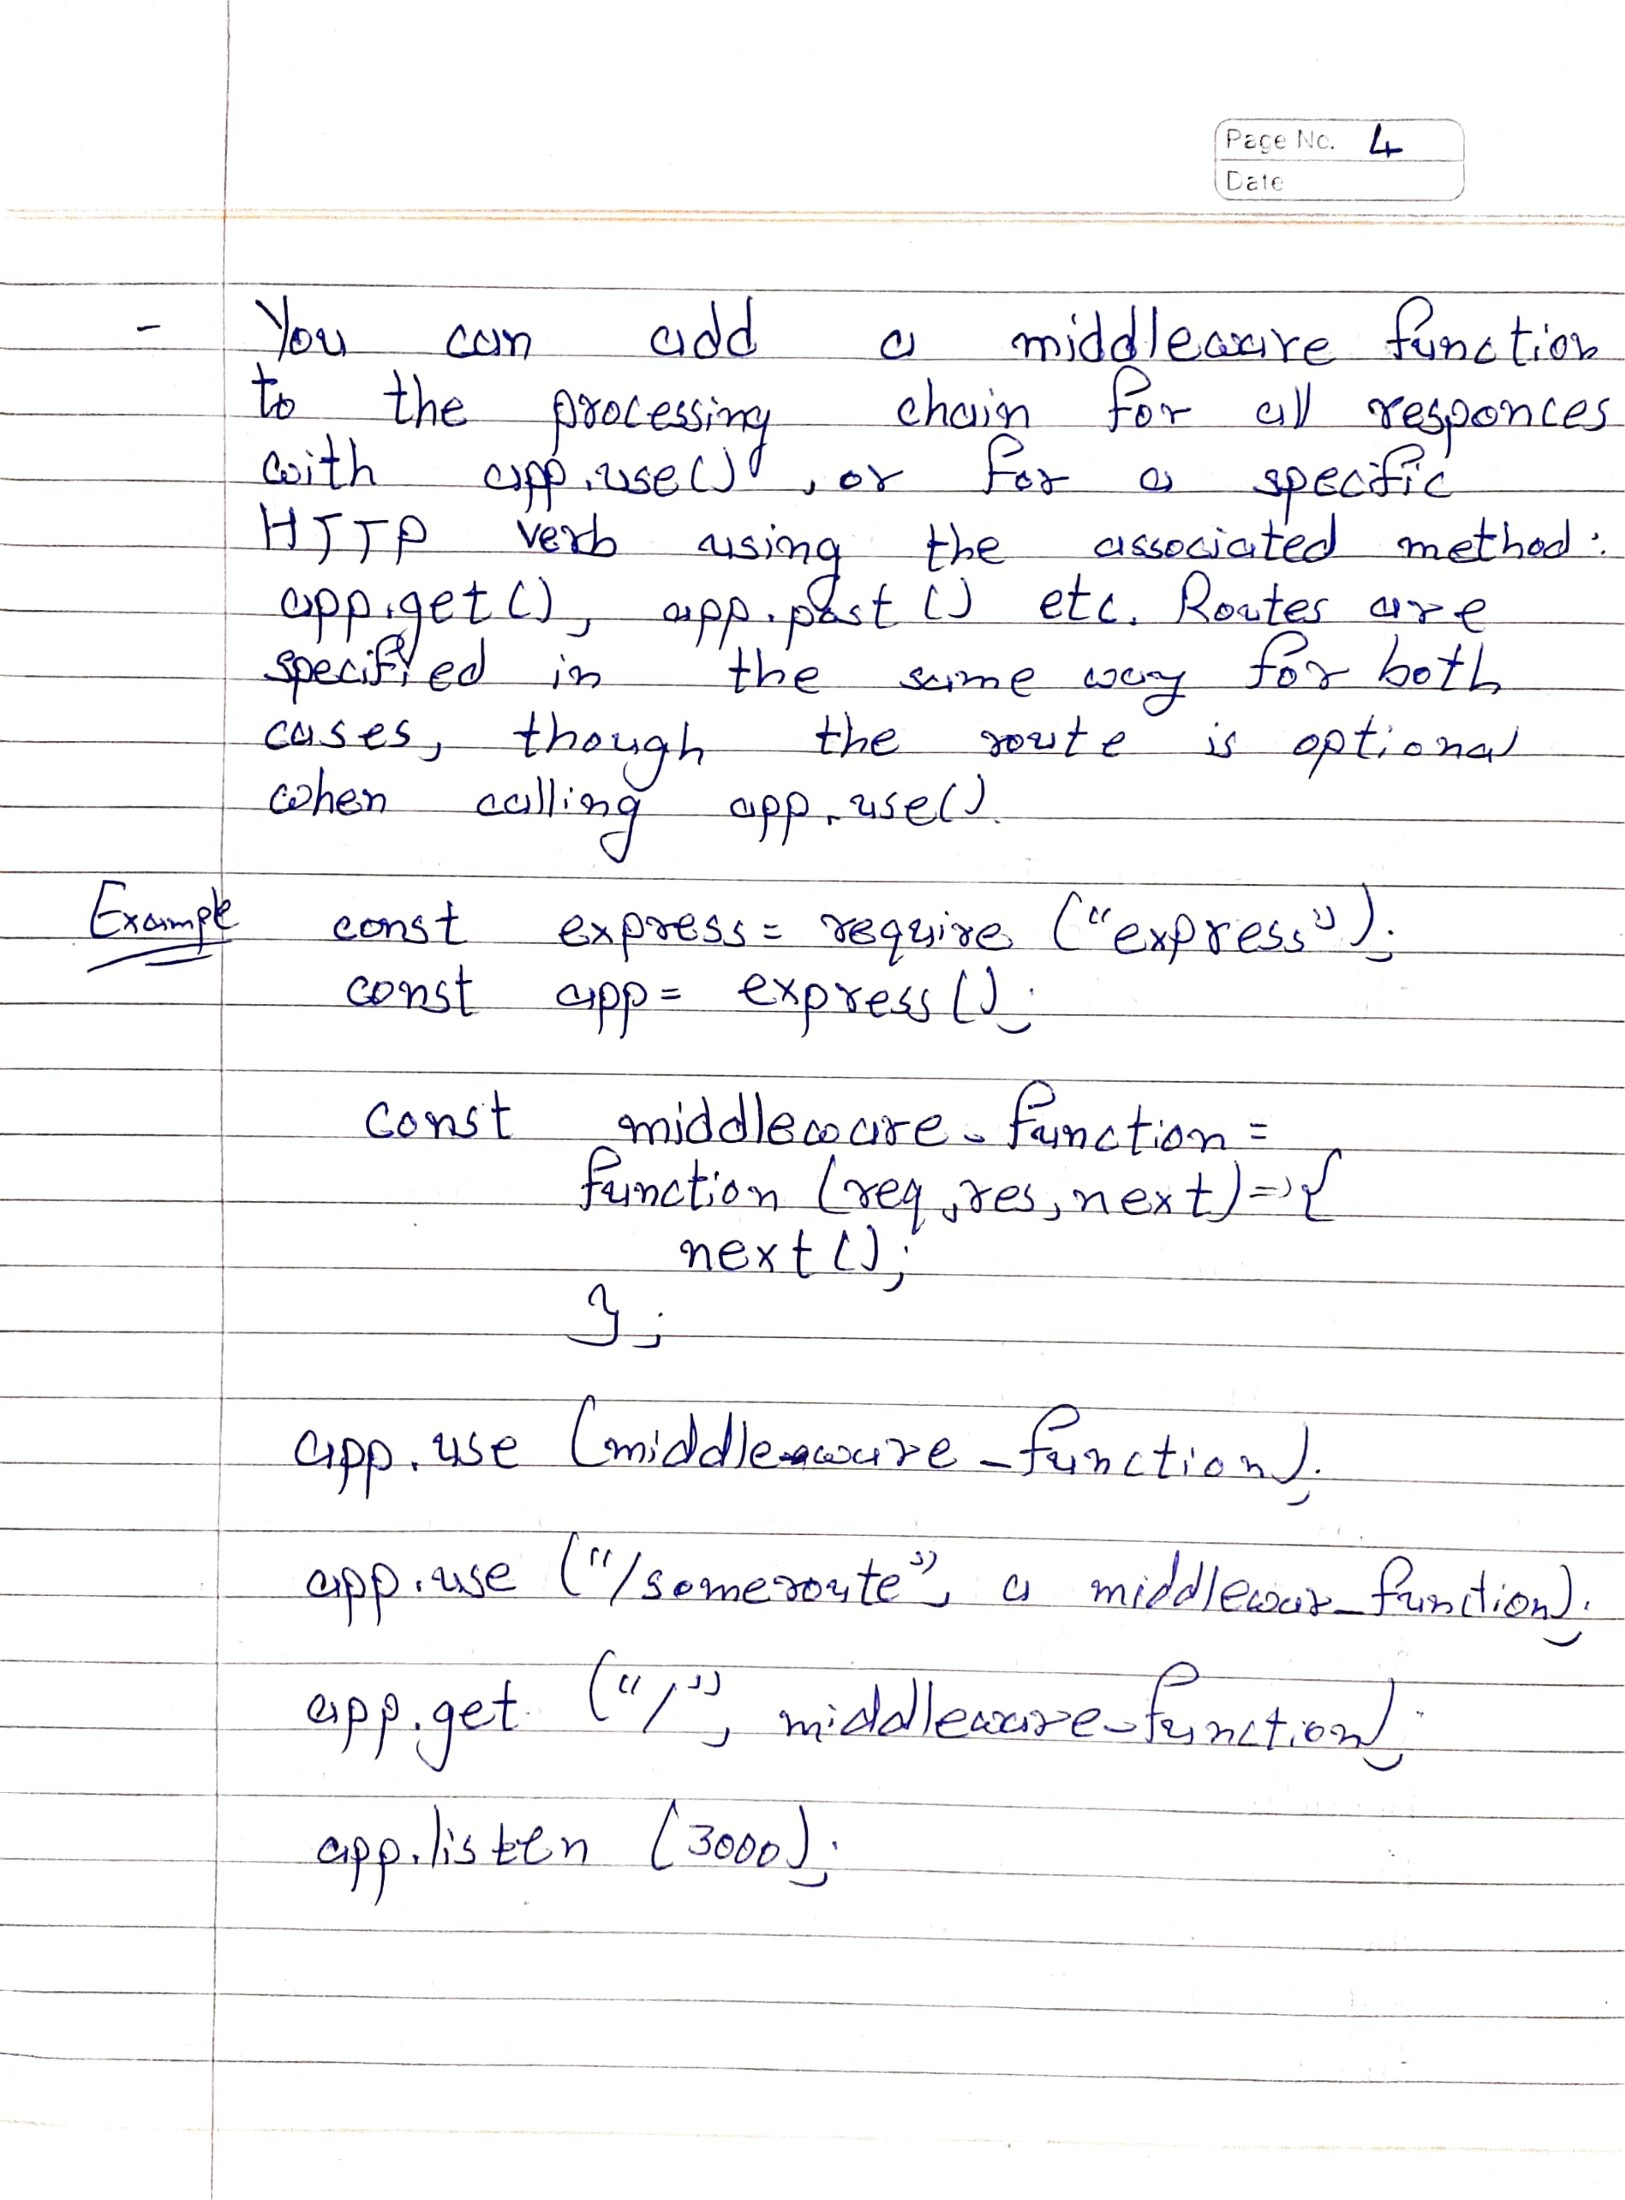 Page No. 4
Date
- You can add a middleware function
to the processing chain for all responces
with app.use(), or for a specific
HTTP verb using the associated method:
app.get(), app.post() etc. Routes are
specified in the same way for both
cases, though the route is optional
when calling app.use().
Example const express = require ("express");
const app = express();
const middleware_function =
function (req, res, next) => {
next();
};
app.use (middleware_function);
app.use ("/someroute", a middlewar_function);
app.get ("/", middleware_function);
app.listen (3000);